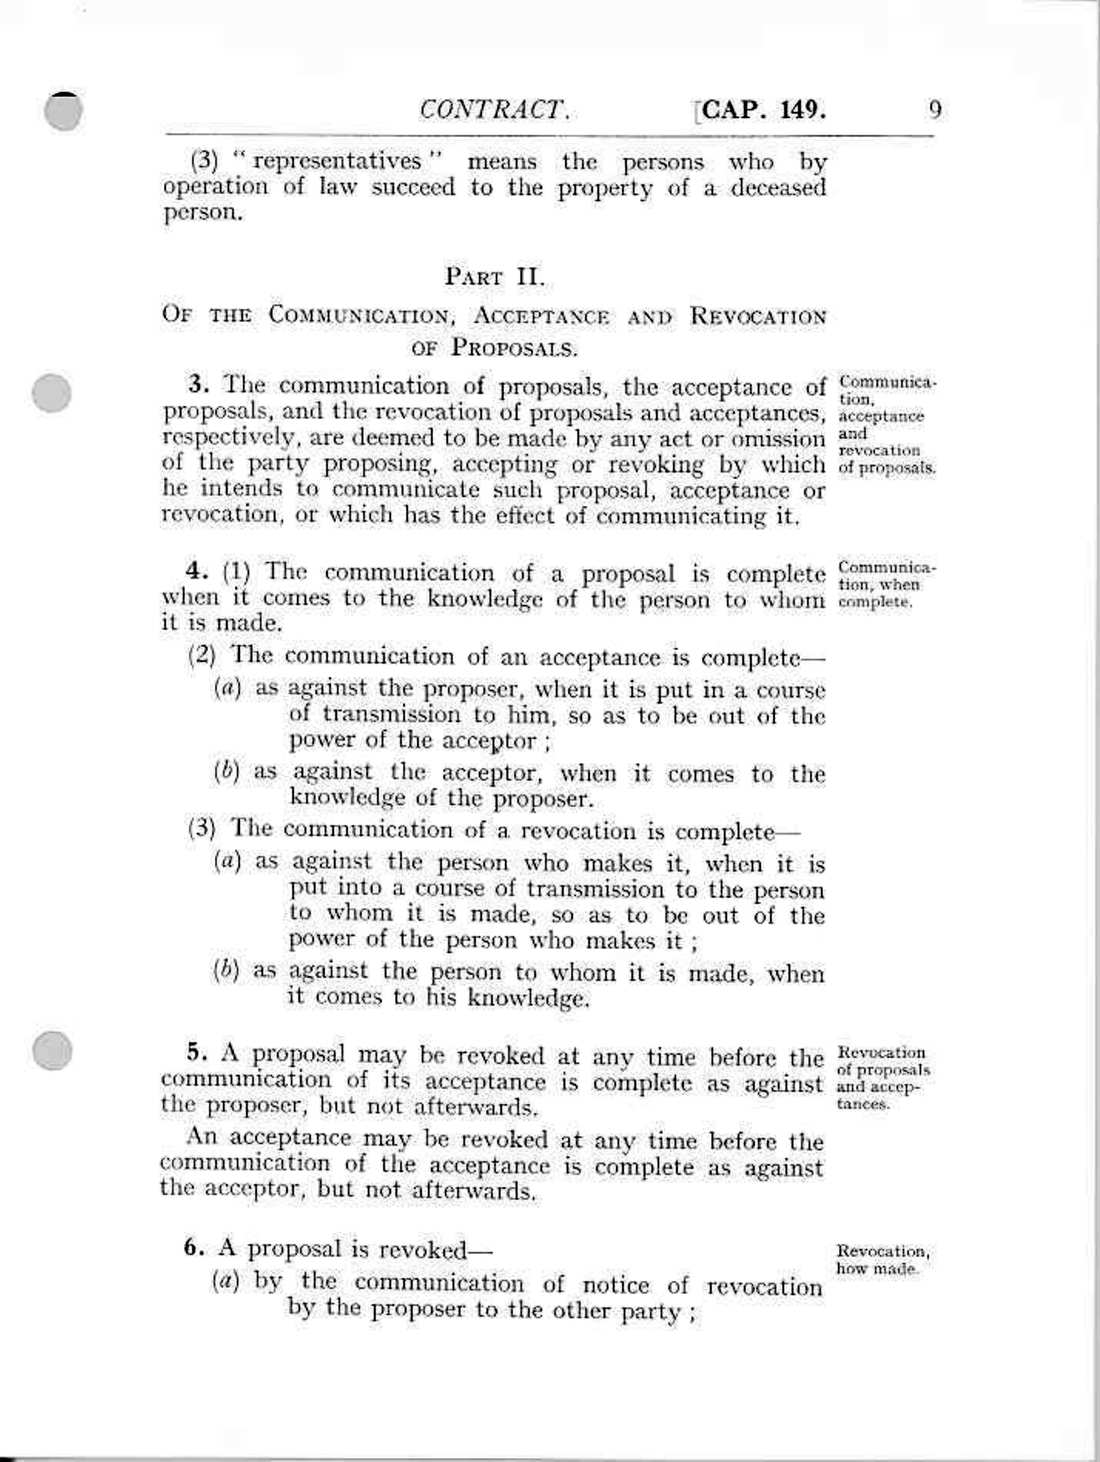 CONTRACT. [CAP. 149. 9
(3) “ representatives ” means the persons who by
operation of law succeed to the property of a deceased
person.
PART II.
OF THE COMMUNICATION, ACCEPTANCE AND REVOCATION
OF PROPOSALS.
3. The communication of proposals, the acceptance of
proposals, and the revocation of proposals and acceptances,
respectively, are deemed to be made by any act or omission
of the party proposing, accepting or revoking by which
he intends to communicate such proposal, acceptance or
revocation, or which has the effect of communicating it.
Communica-
tion,
acceptance
and
revocation
of proposals.
4. (1) The communication of a proposal is complete
when it comes to the knowledge of the person to whom
it is made.
Communica-
tion, when
complete.
(2) The communication of an acceptance is complete—
(a) as against the proposer, when it is put in a course
of transmission to him, so as to be out of the
power of the acceptor ;
(b) as against the acceptor, when it comes to the
knowledge of the proposer.
(3) The communication of a revocation is complete—
(a) as against the person who makes it, when it is
put into a course of transmission to the person
to whom it is made, so as to be out of the
power of the person who makes it ;
(b) as against the person to whom it is made, when
it comes to his knowledge.
5. A proposal may be revoked at any time before the
communication of its acceptance is complete as against
the proposer, but not afterwards.
Revocation
of proposals
and accep-
tances.
An acceptance may be revoked at any time before the
communication of the acceptance is complete as against
the acceptor, but not afterwards.
6. A proposal is revoked—
Revocation,
how made.
(a) by the communication of notice of revocation
by the proposer to the other party ;